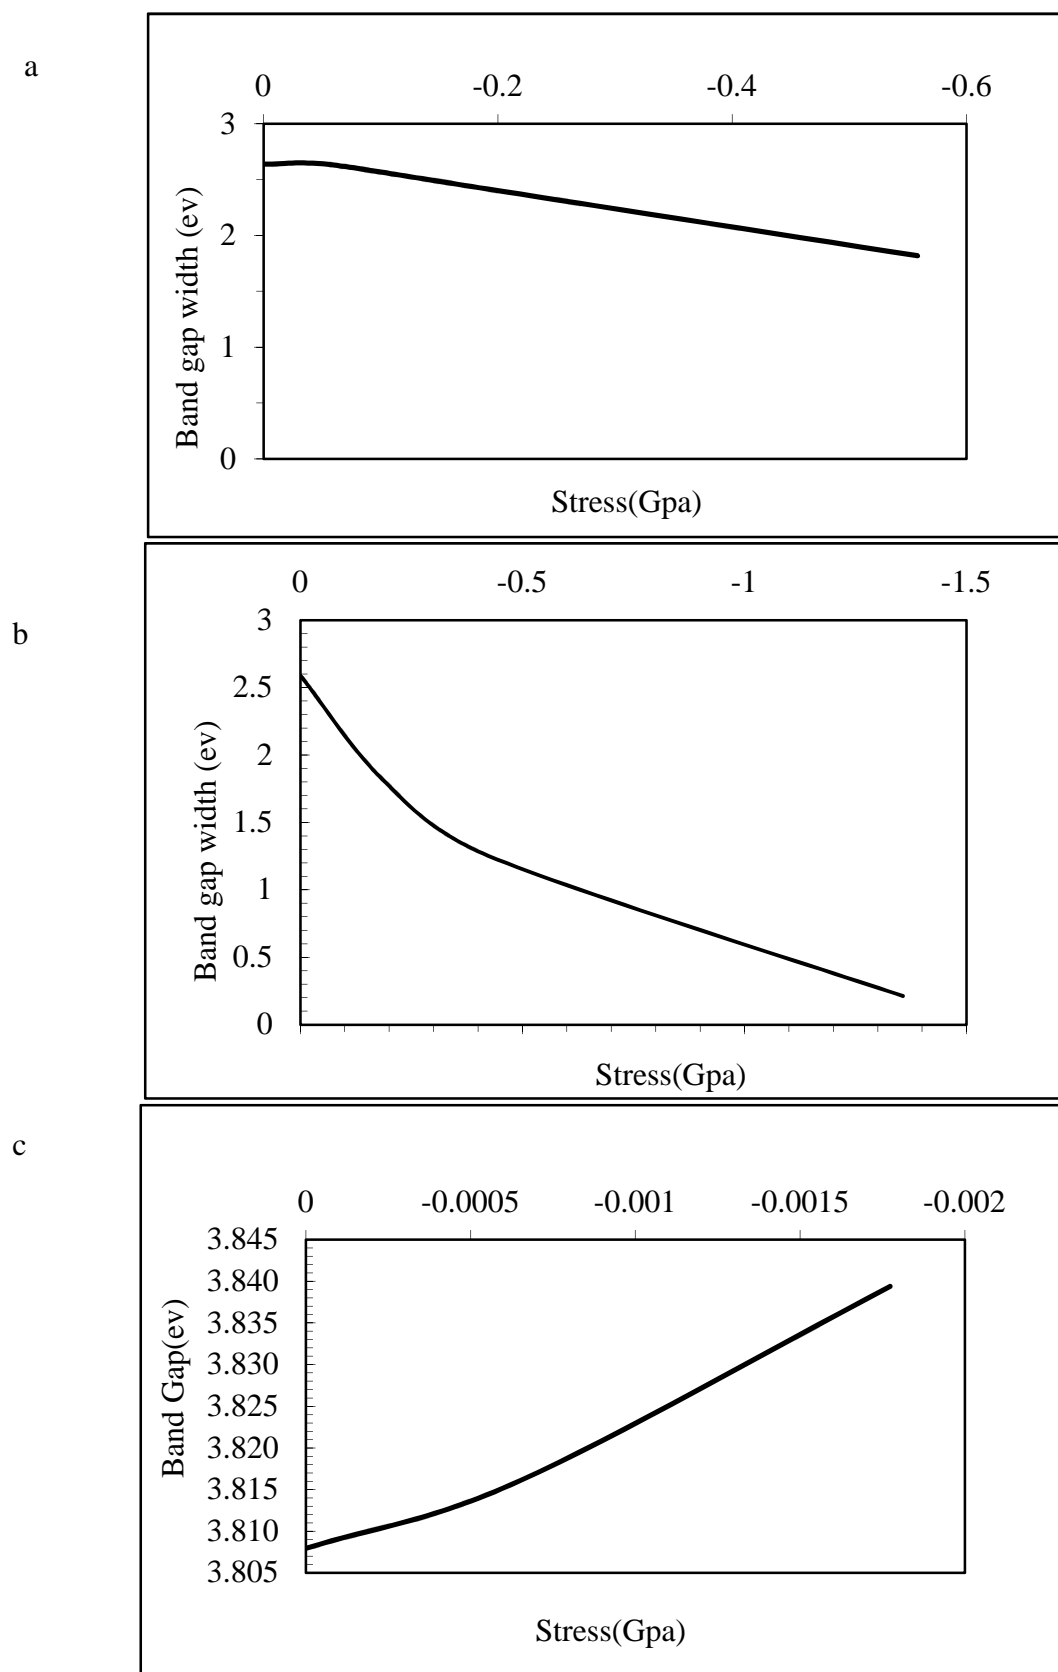 a
0 -0.2 -0.4 -0.6
3
2
1
0
Band gap width (ev)
Stress(Gpa)
b
0 -0.5 -1 -1.5
3
2.5
2
1.5
1
0.5
0
Band gap width (ev)
Stress(Gpa)
c
0 -0.0005 -0.001 -0.0015 -0.002
3.845
3.840
3.835
3.830
3.825
3.820
3.815
3.810
3.805
Band Gap(ev)
Stress(Gpa)